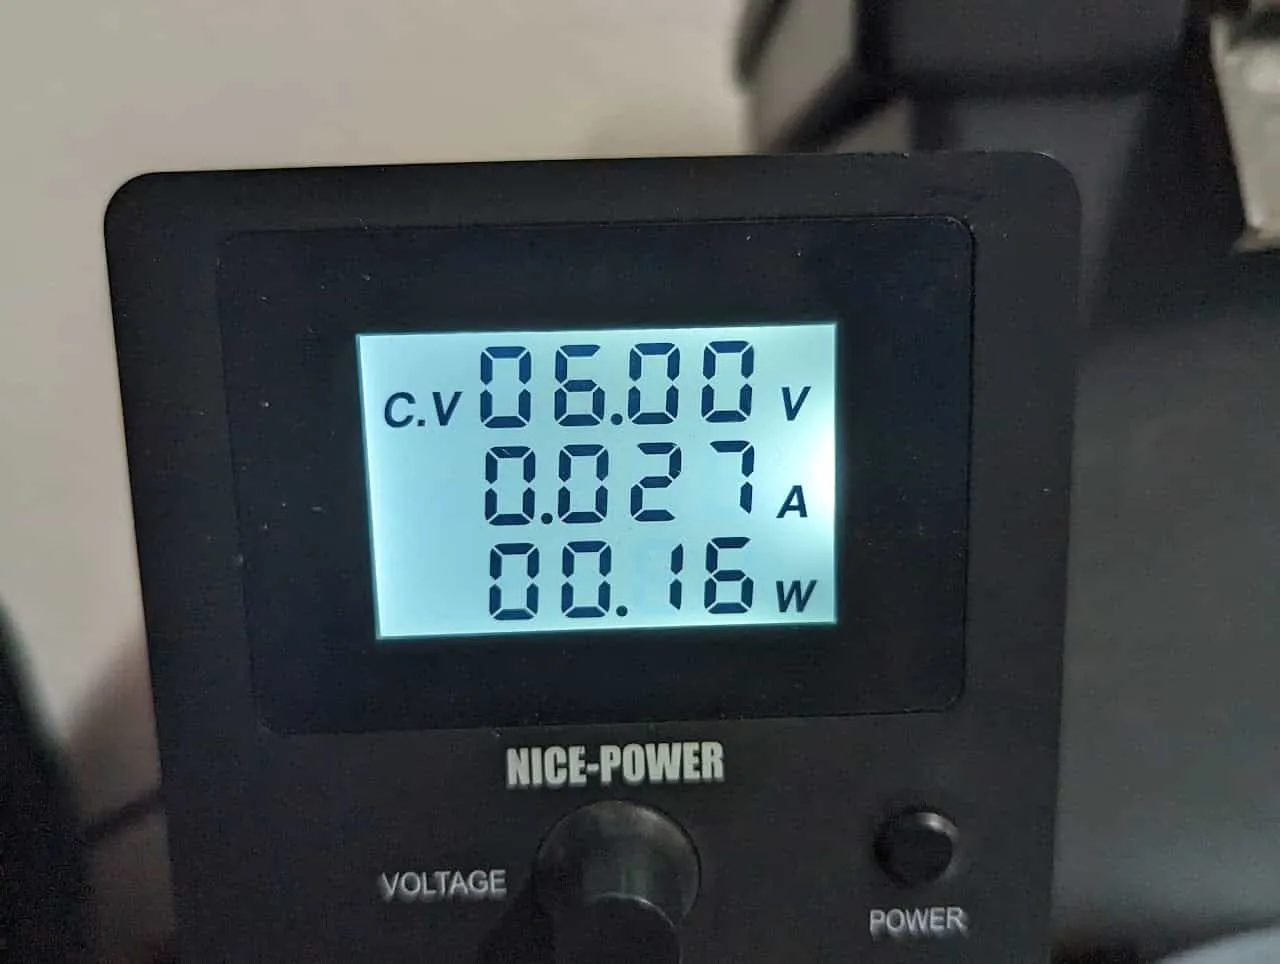 C.V 06.00 V
0.027 A
00.16 W
NICE-POWER
VOLTAGE
POWER